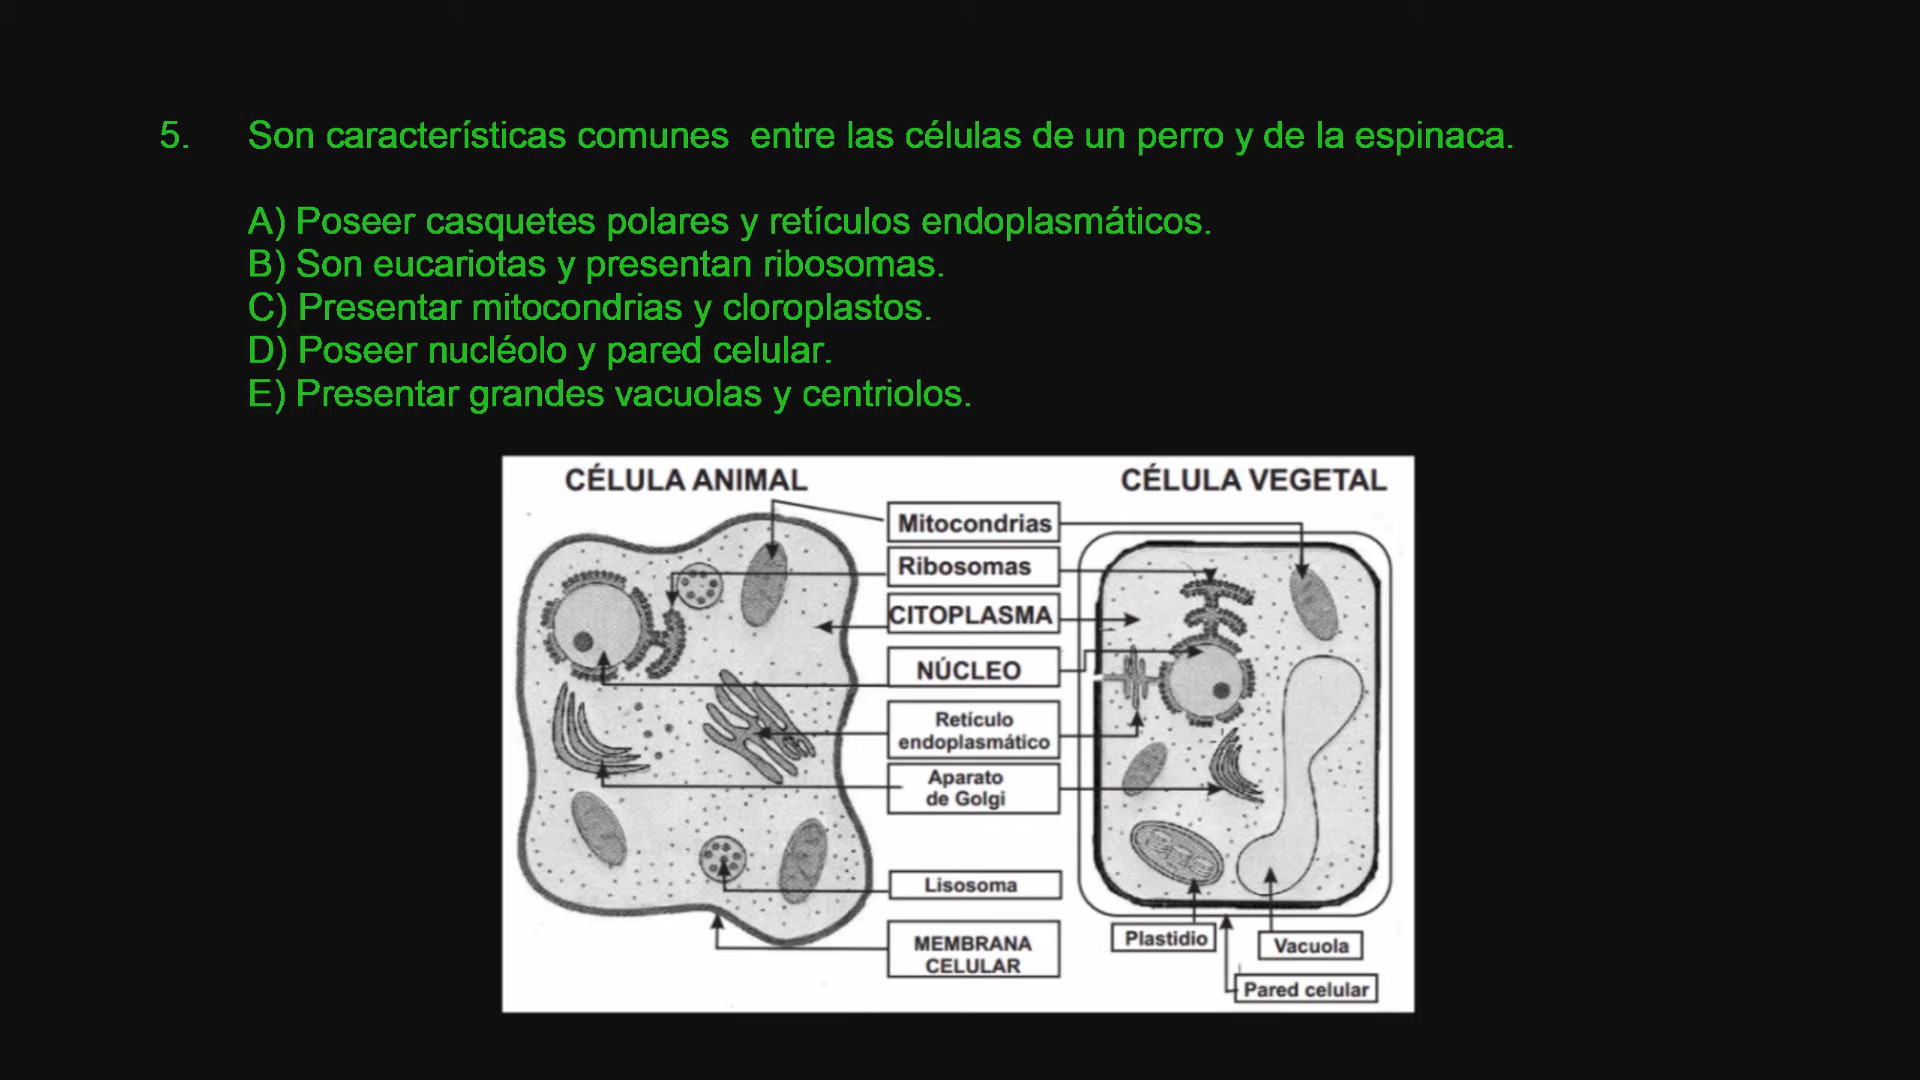 5. Son características comunes entre las células de un perro y de la espinaca.
A) Poseer casquetes polares y retículos endoplasmáticos.
B) Son eucariotas y presentan ribosomas.
C) Presentar mitocondrias y cloroplastos.
D) Poseer nucléolo y pared celular.
E) Presentar grandes vacuolas y centriolos.
CÉLULA ANIMAL
CÉLULA VEGETAL
Mitocondrias
Ribosomas
CITOPLASMA
NÚCLEO
Retículo
endoplasmático
Aparato
de Golgi
Lisosoma
MEMBRANA
CELULAR
Plastidio
Vacuola
Pared celular